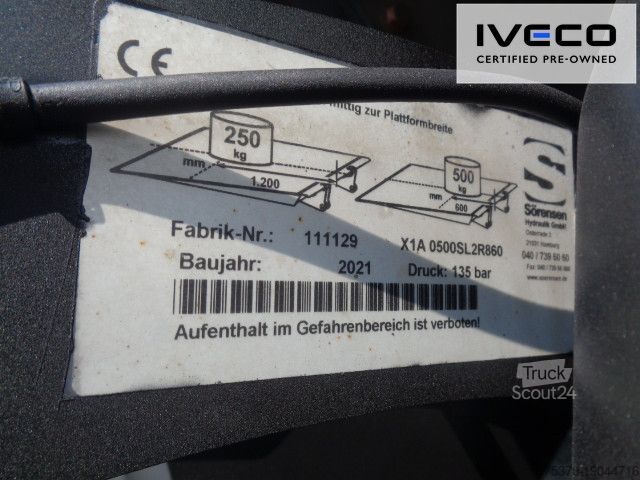 IVECO
CERTIFIED PRE-OWNED
CE
mittig zur Plattformbreite
250
kg
mm
1.200
500
kg
mm
600
S
Sörensen
Hydraulik GmbH
21031 Hamburg
040 / 739 60 60
Fabrik-Nr.: 111129 X1A 0500SL2R860
Baujahr: 2021 Druck: 135 bar
Aufenthalt im Gefahrenbereich ist verboten!
Truck
Scout24